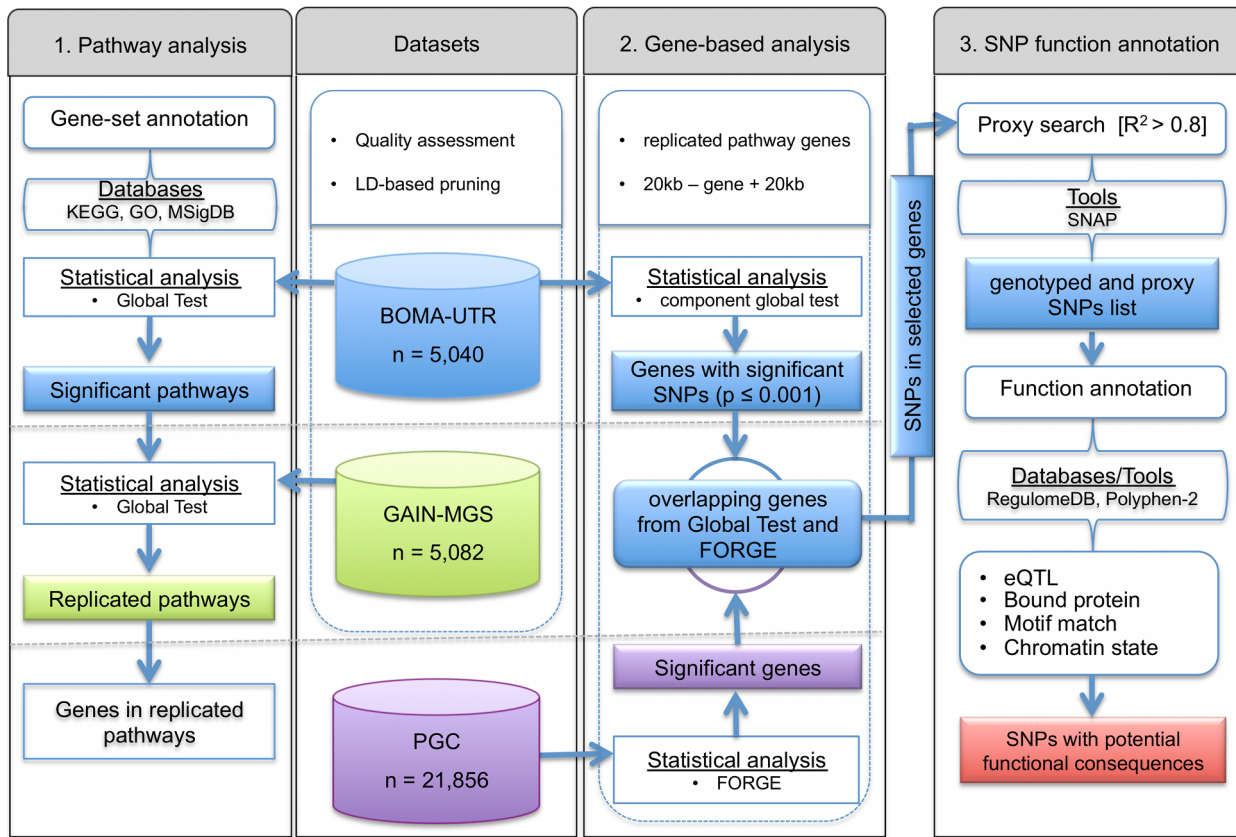 1. Pathway analysis
Gene-set annotation
Databases
KEGG, GO, MSigDB
Statistical analysis
• Global Test
Significant pathways
Statistical analysis
• Global Test
Replicated pathways
Genes in replicated
pathways
Datasets
• Quality assessment
• LD-based pruning
BOMA-UTR
n = 5,040
GAIN-MGS
n = 5,082
PGC
n = 21,856
2. Gene-based analysis
• replicated pathway genes
• 20kb – gene + 20kb
Statistical analysis
• component global test
Genes with significant
SNPs (p ≤ 0.001)
overlapping genes
from Global Test and
FORGE
Significant genes
Statistical analysis
• FORGE
SNPs in selected genes
3. SNP function annotation
Proxy search [R² > 0.8]
Tools
SNAP
genotyped and proxy
SNPs list
Function annotation
Databases/Tools
RegulomeDB, Polyphen-2
• eQTL
• Bound protein
• Motif match
• Chromatin state
SNPs with potential
functional consequences